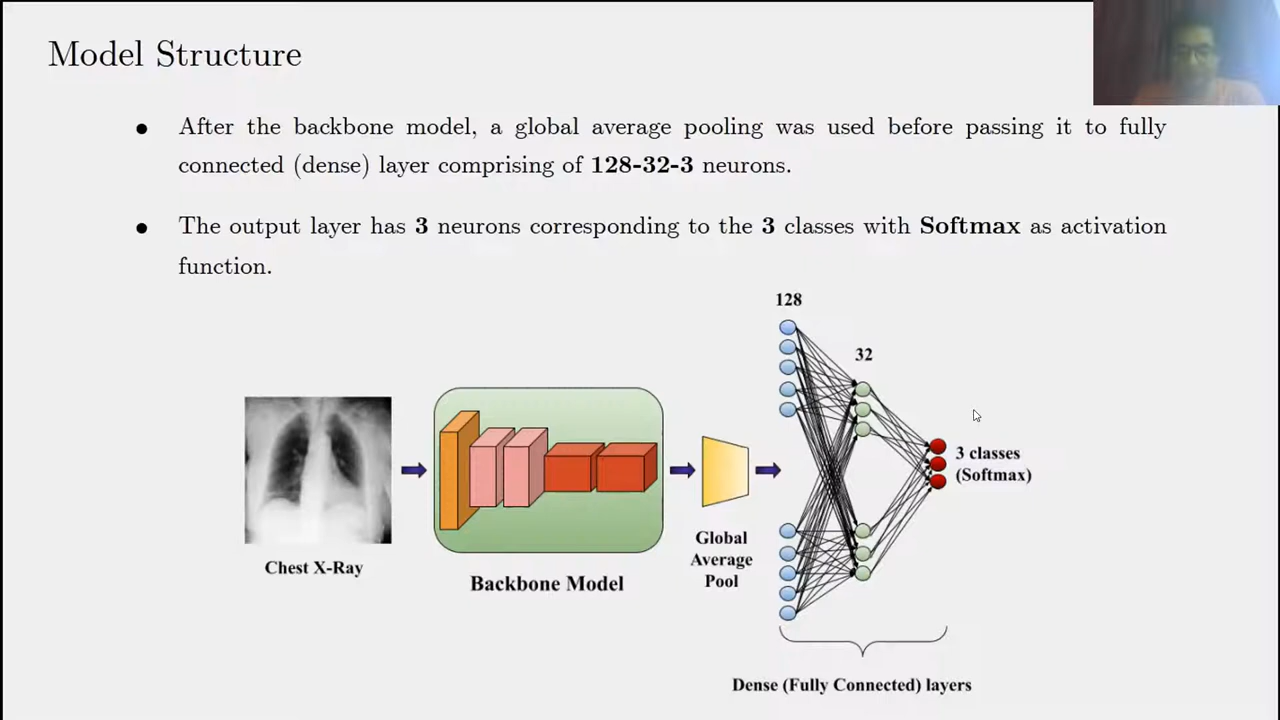 Model Structure
● After the backbone model, a global average pooling was used before passing it to fully
connected (dense) layer comprising of 128-32-3 neurons.
● The output layer has 3 neurons corresponding to the 3 classes with Softmax as activation
function.
128
32
3 classes
(Softmax)
Chest X-Ray
Backbone Model
Global
Average
Pool
Dense (Fully Connected) layers